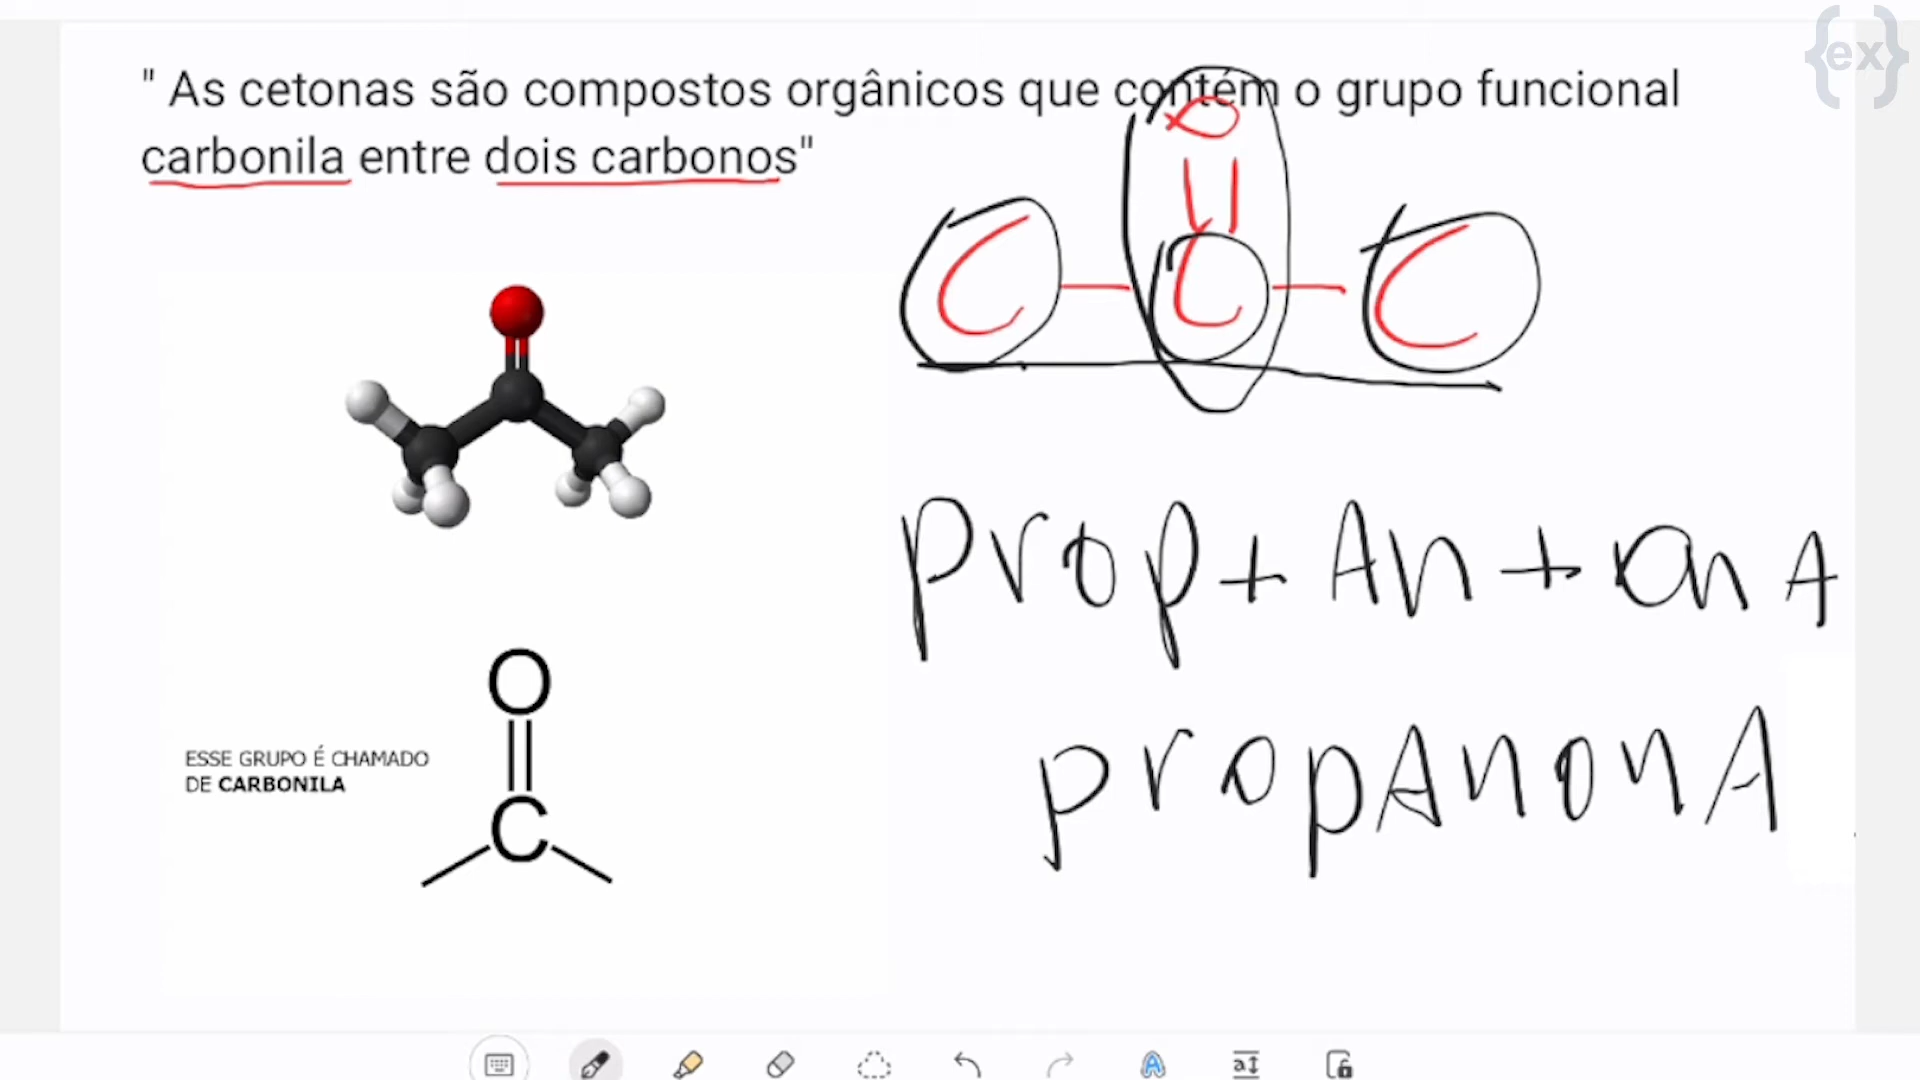 {ex}
" As cetonas são compostos orgânicos que contém o grupo funcional
carbonila entre dois carbonos"
O
C - C - C
prop + An + onA
propAnonA
O
ESSE GRUPO É CHAMADO
DE CARBONILA
C